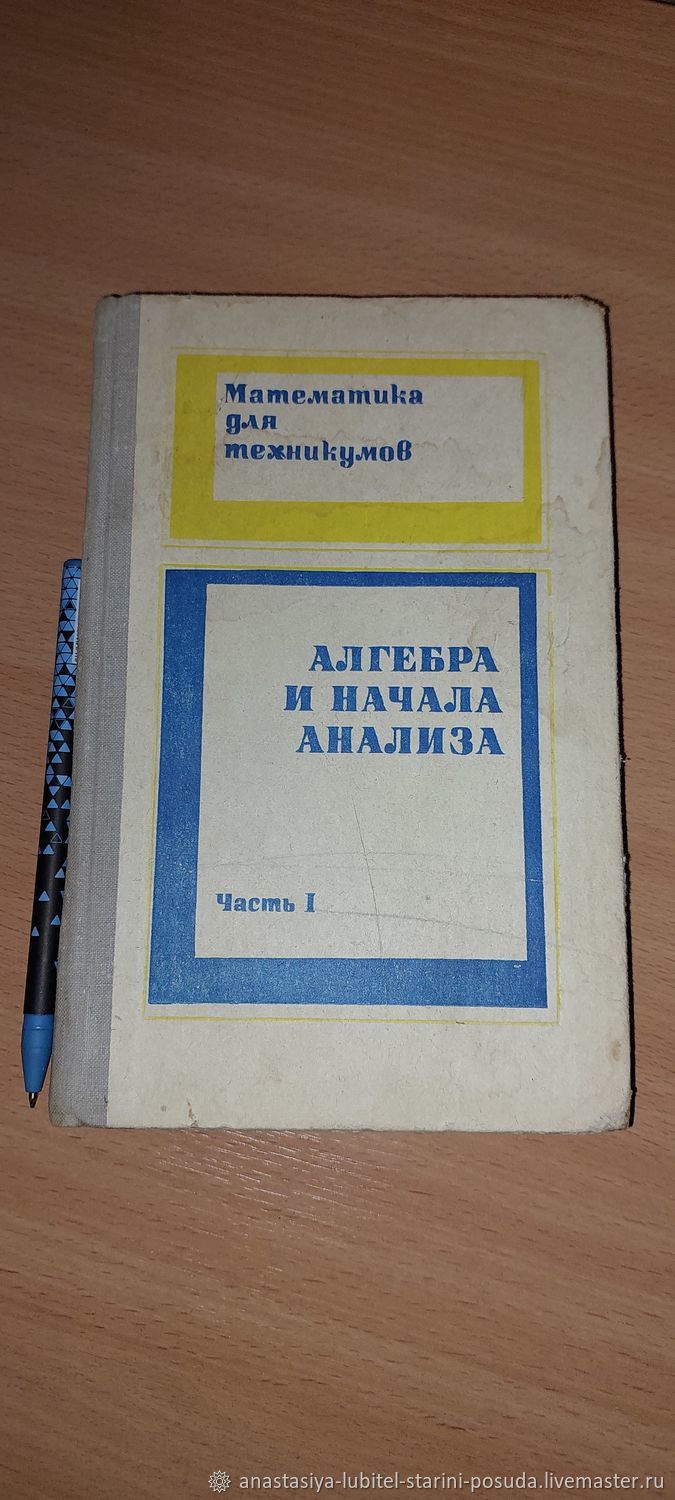 Математика
для
техникумов
АЛГЕБРА
И НАЧАЛА
АНАЛИЗА
Часть I
anastasiya-lubitel-starini-posuda.livemaster.ru